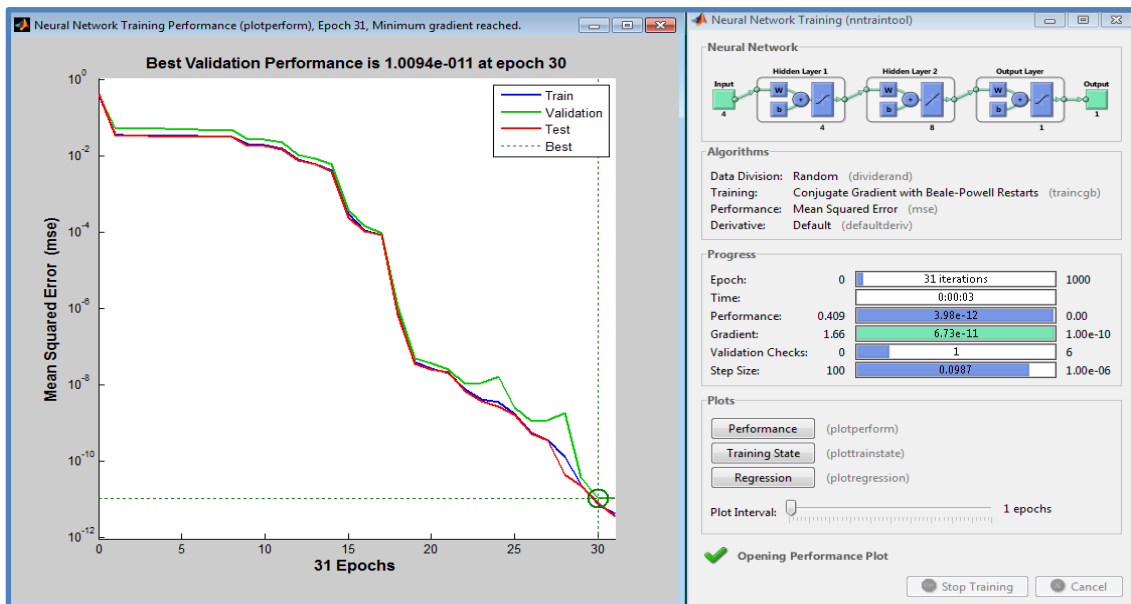 Neural Network Training Performance (plotperform), Epoch 31, Minimum gradient reached.
Best Validation Performance is 1.0094e-011 at epoch 30
Mean Squared Error (mse)
10^0
10^-2
10^-4
10^-6
10^-8
10^-10
10^-12
Train
Validation
Test
Best
0 5 10 15 20 25 30
31 Epochs
Neural Network Training (nntraintool)
Neural Network
Input
4
Hidden Layer 1
W
b
+
4
Hidden Layer 2
W
b
+
8
Output Layer
W
b
+
1
Output
1
Algorithms
Data Division: Random (dividerand)
Training: Conjugate Gradient with Beale-Powell Restarts (traincgb)
Performance: Mean Squared Error (mse)
Derivative: Default (defaultderiv)
Progress
Epoch: 0 31 iterations 1000
Time: 0:00:03
Performance: 0.409 3.98e-12 0.00
Gradient: 1.66 6.73e-11 1.00e-10
Validation Checks: 0 1 6
Step Size: 100 0.0987 1.00e-06
Plots
Performance (plotperform)
Training State (plottrainstate)
Regression (plotregression)
Plot Interval: 1 epochs
Opening Performance Plot
Stop Training Cancel